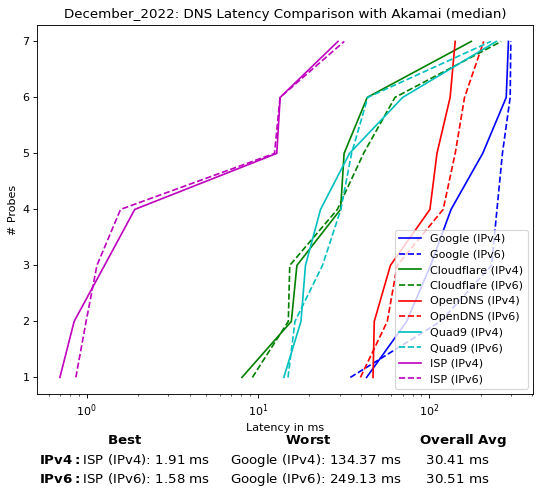 December_2022: DNS Latency Comparison with Akamai (median)
7
6
5
4
3
2
1
# Probes
Google (IPv4)
Google (IPv6)
Cloudflare (IPv4)
Cloudflare (IPv6)
OpenDNS (IPv4)
OpenDNS (IPv6)
Quad9 (IPv4)
Quad9 (IPv6)
ISP (IPv4)
ISP (IPv6)
10⁰ 10¹ 10²
Latency in ms
Best Worst Overall Avg
IPv4: ISP (IPv4): 1.91 ms Google (IPv4): 134.37 ms 30.41 ms
IPv6: ISP (IPv6): 1.58 ms Google (IPv6): 249.13 ms 30.51 ms